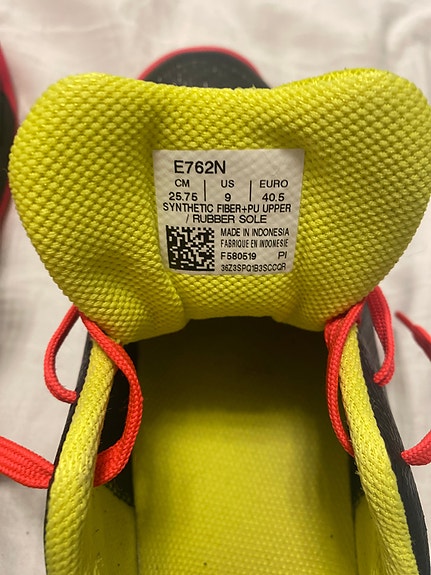 E762N
CM | US | EURO
25.75 | 9 | 40.5
SYNTHETIC FIBER+PU UPPER
/ RUBBER SOLE
MADE IN INDONESIA
FABRIQUE EN INDONESIE
F580519 PI
36Z3SPQ1B3SCCQR